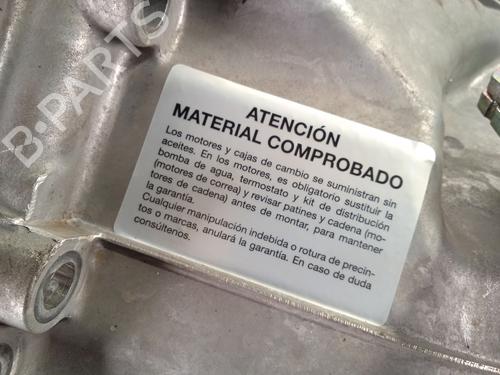 B-PARTS
ATENCIÓN
MATERIAL COMPROBADO
Los motores y cajas de cambio se suministran sin
aceites. En los motores, es obligatorio sustituir la
bomba de agua, termostato y kit de distribución
(motores de correa) y revisar patines y cadena (mo-
tores de cadena) antes de montar, para mantener
la garantía.
Cualquier manipulación indebida o rotura de precin-
tos o marcas, anulará la garantía. En caso de duda
consúltenos.